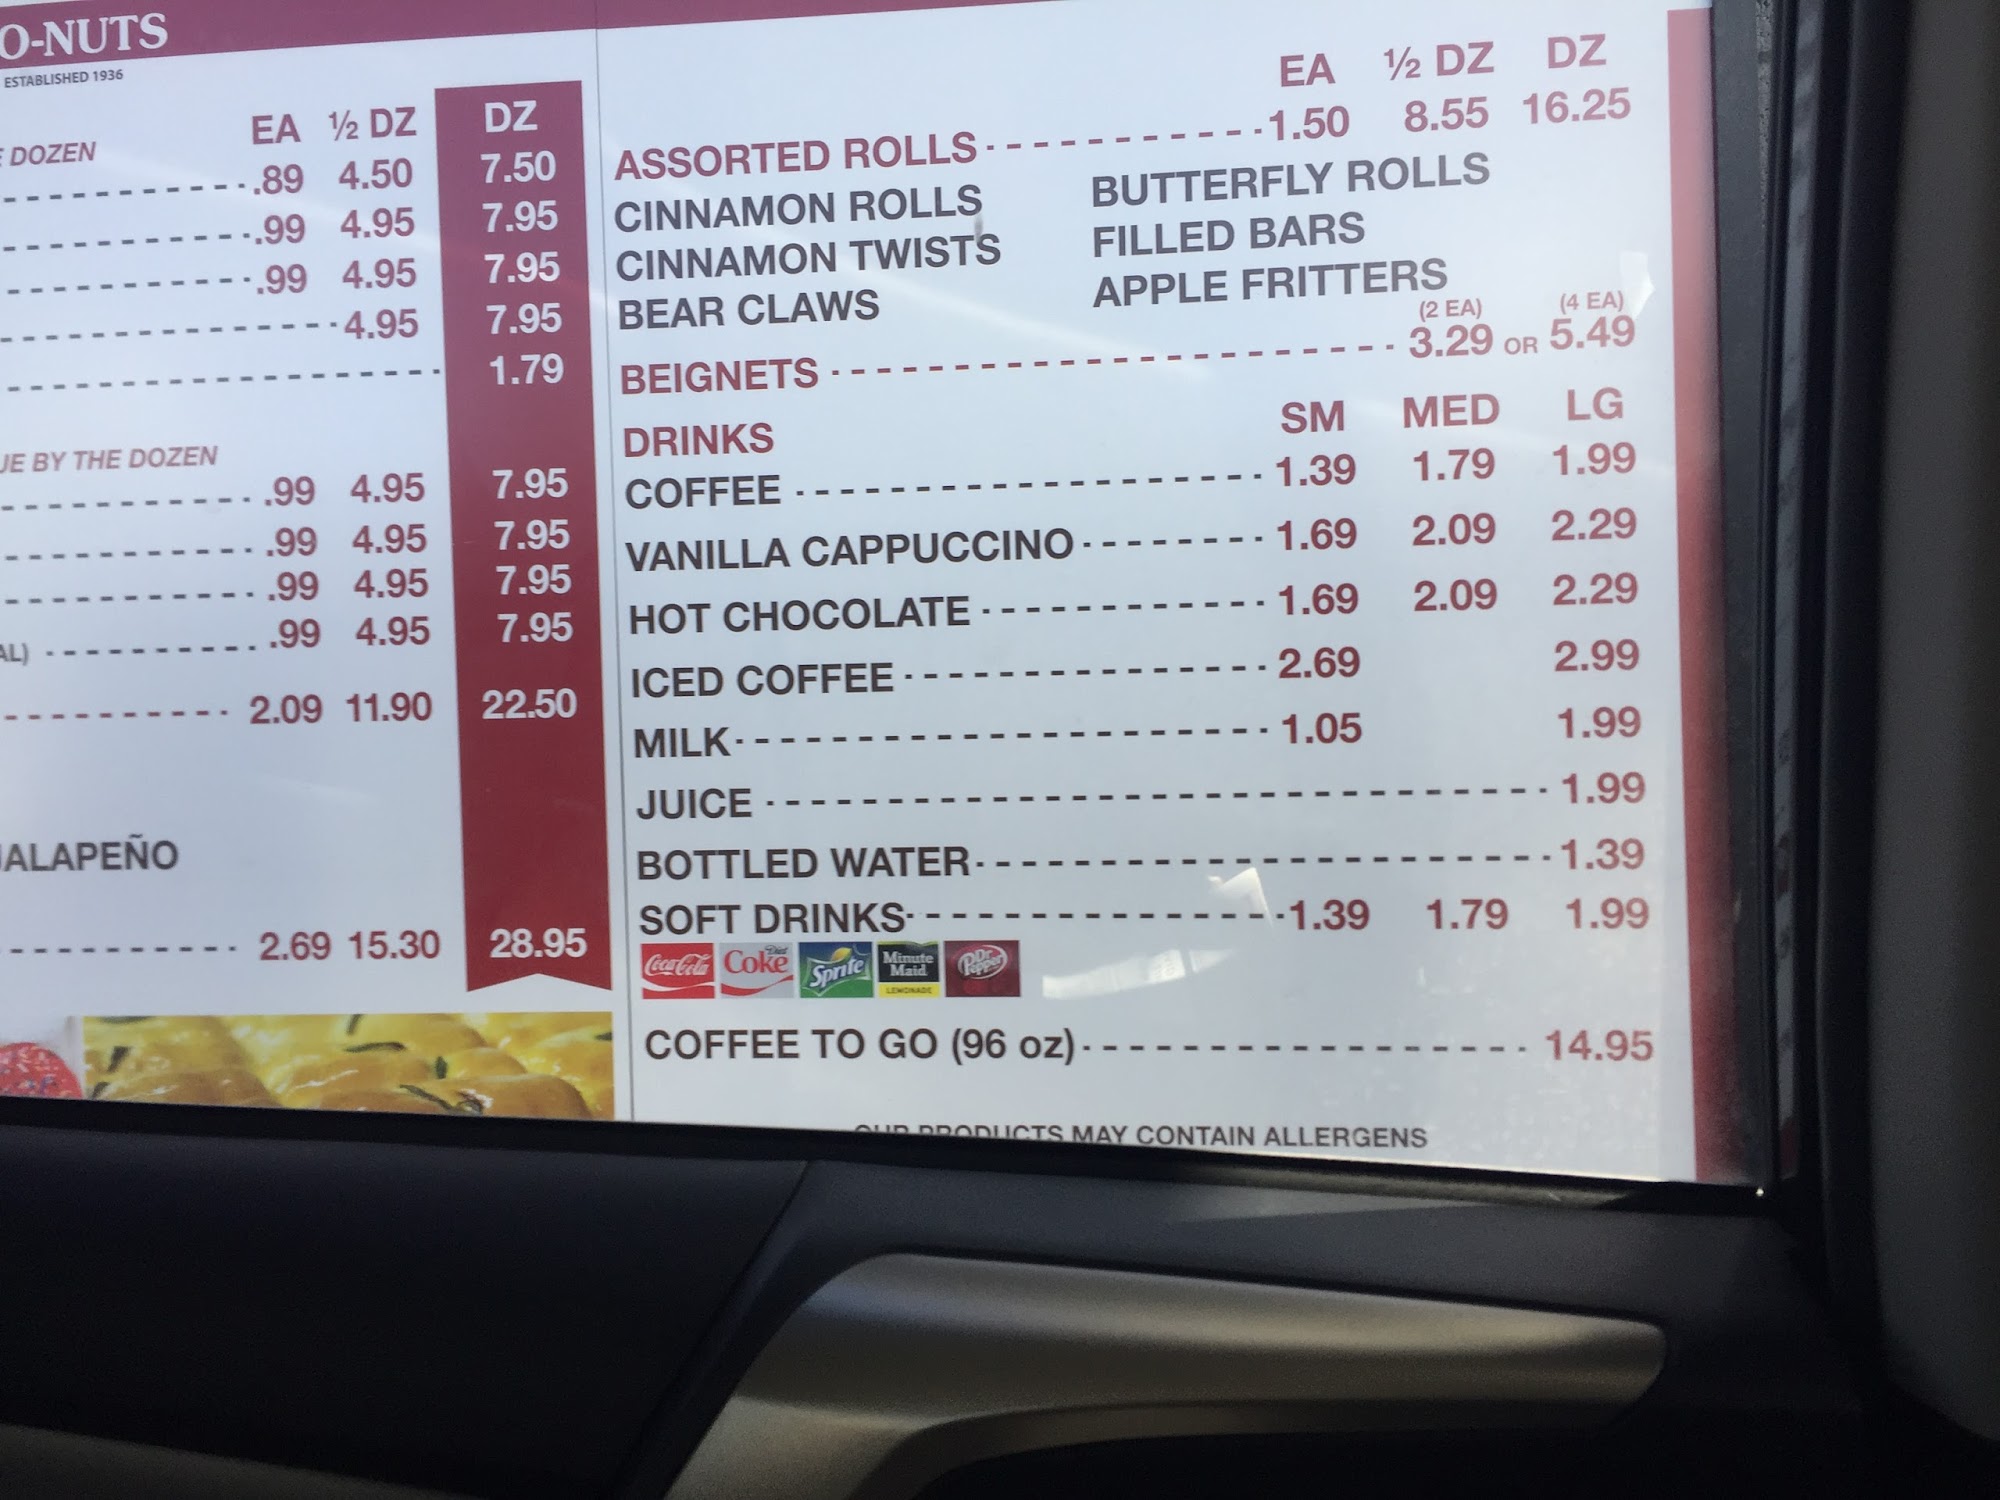 O-NUTS
ESTABLISHED 1936
EA ½ DZ DZ
DOZEN
.89 4.50 7.50
.99 4.95 7.95
.99 4.95 7.95
4.95 7.95
1.79
BY THE DOZEN
.99 4.95 7.95
.99 4.95 7.95
.99 4.95 7.95
AL) .99 4.95 7.95
2.09 11.90 22.50
JALAPEÑO
2.69 15.30 28.95
EA ½ DZ DZ
ASSORTED ROLLS 1.50 8.55 16.25
CINNAMON ROLLS BUTTERFLY ROLLS
CINNAMON TWISTS FILLED BARS
BEAR CLAWS APPLE FRITTERS
(2 EA) (4 EA)
BEIGNETS 3.29 OR 5.49
DRINKS SM MED LG
COFFEE 1.39 1.79 1.99
VANILLA CAPPUCCINO 1.69 2.09 2.29
HOT CHOCOLATE 1.69 2.09 2.29
ICED COFFEE 2.69 2.99
MILK 1.05 1.99
JUICE 1.99
BOTTLED WATER 1.39
SOFT DRINKS 1.39 1.79 1.99
Coca-Cola Diet Coke Sprite Minute Maid LEMONADE Dr Pepper
COFFEE TO GO (96 oz) 14.95
OUR PRODUCTS MAY CONTAIN ALLERGENS